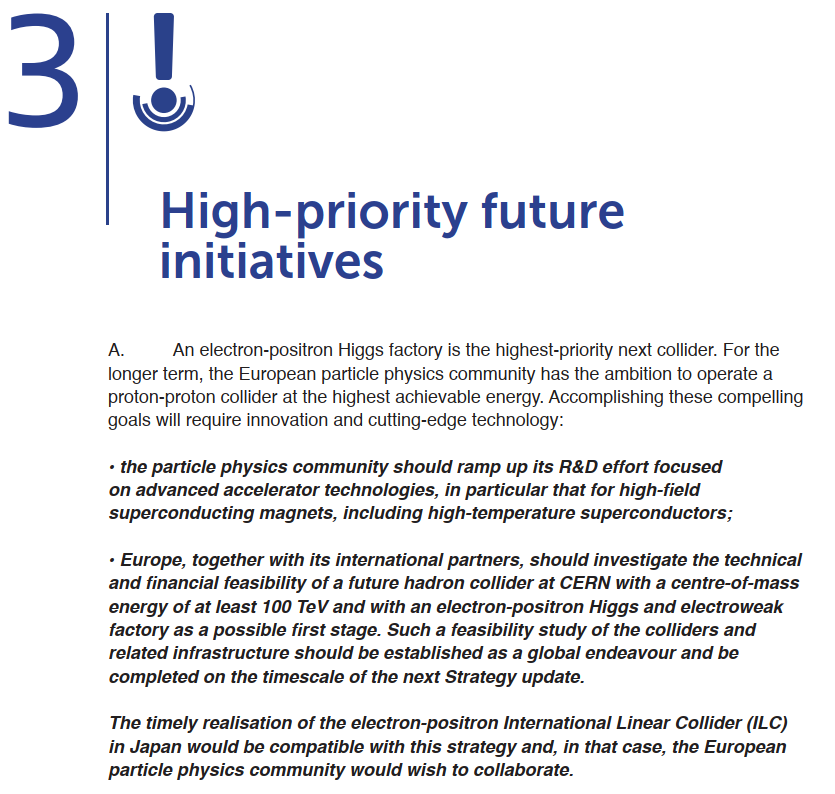 3
High-priority future
initiatives
A. An electron-positron Higgs factory is the highest-priority next collider. For the
longer term, the European particle physics community has the ambition to operate a
proton-proton collider at the highest achievable energy. Accomplishing these compelling
goals will require innovation and cutting-edge technology:
• the particle physics community should ramp up its R&D effort focused
on advanced accelerator technologies, in particular that for high-field
superconducting magnets, including high-temperature superconductors;
• Europe, together with its international partners, should investigate the technical
and financial feasibility of a future hadron collider at CERN with a centre-of-mass
energy of at least 100 TeV and with an electron-positron Higgs and electroweak
factory as a possible first stage. Such a feasibility study of the colliders and
related infrastructure should be established as a global endeavour and be
completed on the timescale of the next Strategy update.
The timely realisation of the electron-positron International Linear Collider (ILC)
in Japan would be compatible with this strategy and, in that case, the European
particle physics community would wish to collaborate.